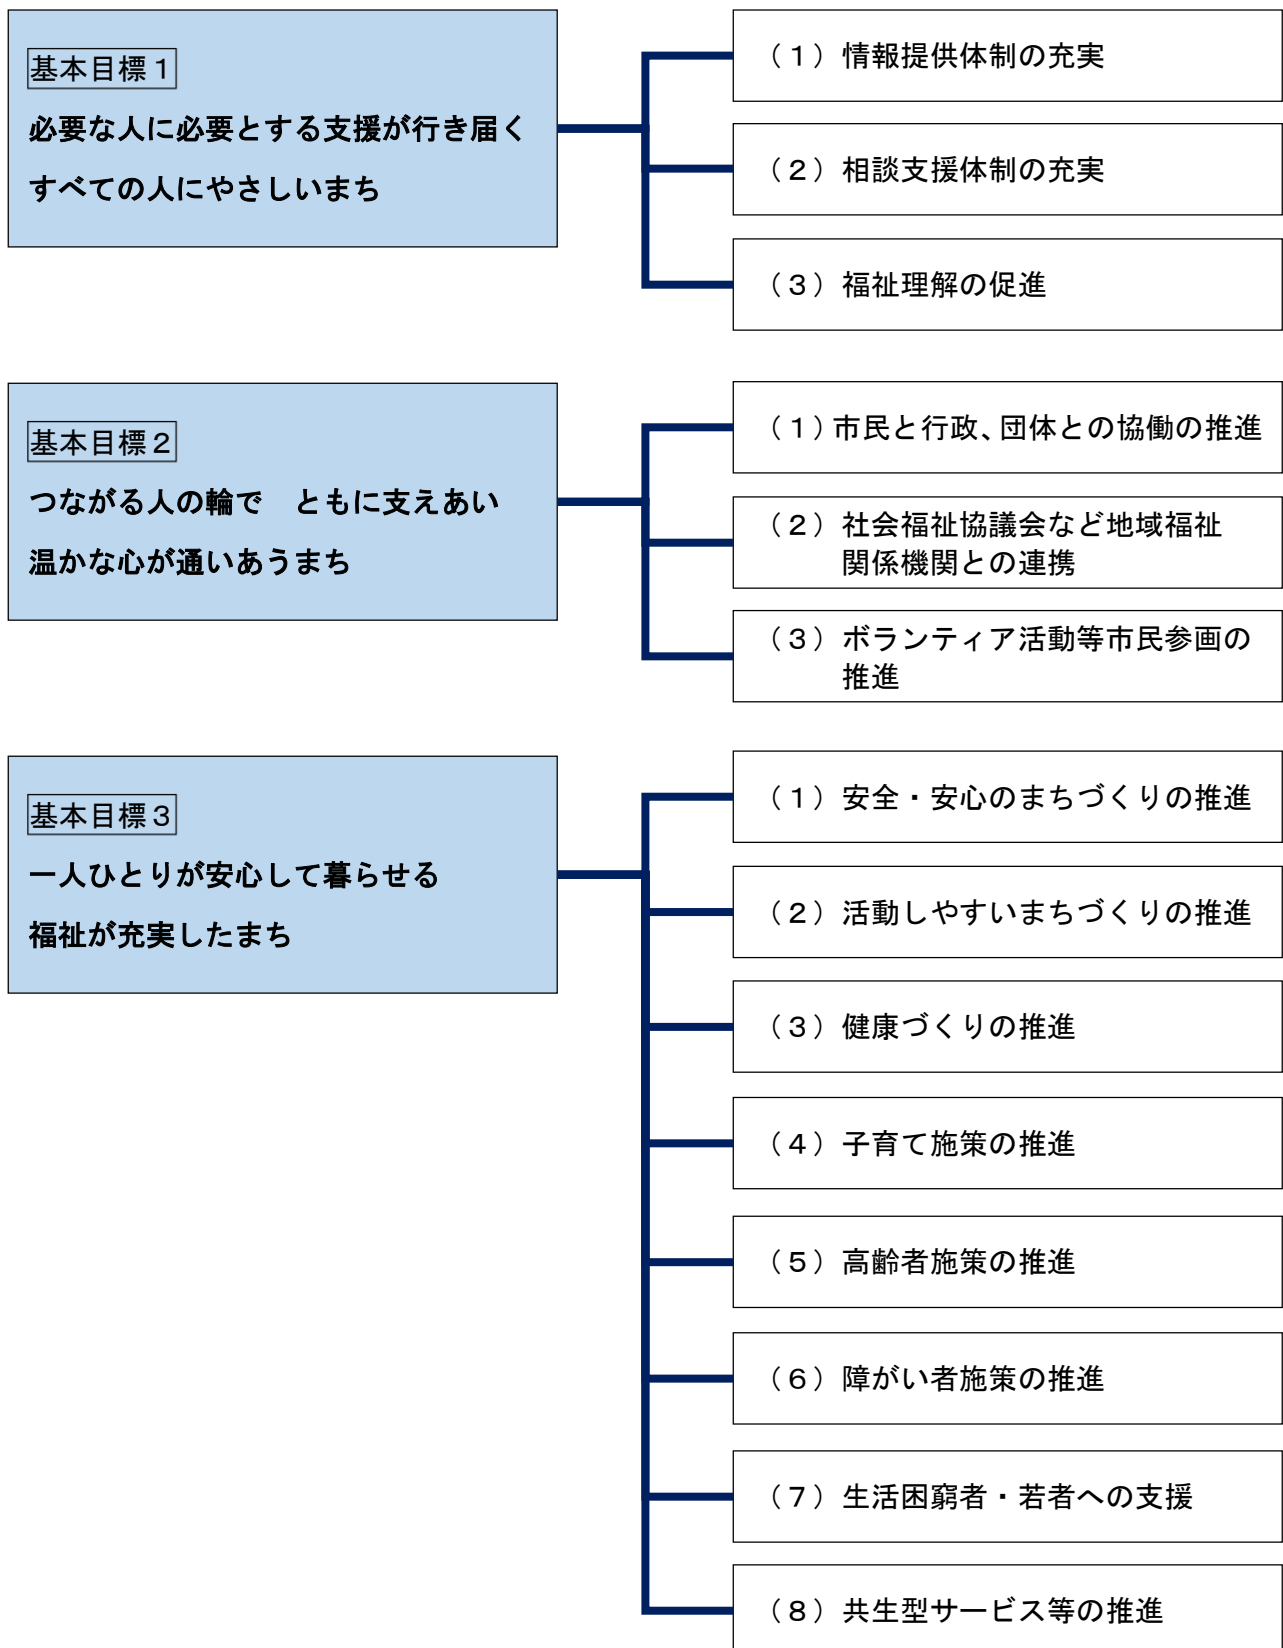 基本目標1
必要な人に必要とする支援が行き届く
すべての人にやさしいまち
（1）情報提供体制の充実
（2）相談支援体制の充実
（3）福祉理解の促進
基本目標2
つながる人の輪で　ともに支えあい
温かな心が通いあうまち
（1）市民と行政、団体との協働の推進
（2）社会福祉協議会など地域福祉
関係機関との連携
（3）ボランティア活動等市民参画の
推進
基本目標3
一人ひとりが安心して暮らせる
福祉が充実したまち
（1）安全・安心のまちづくりの推進
（2）活動しやすいまちづくりの推進
（3）健康づくりの推進
（4）子育て施策の推進
（5）高齢者施策の推進
（6）障がい者施策の推進
（7）生活困窮者・若者への支援
（8）共生型サービス等の推進